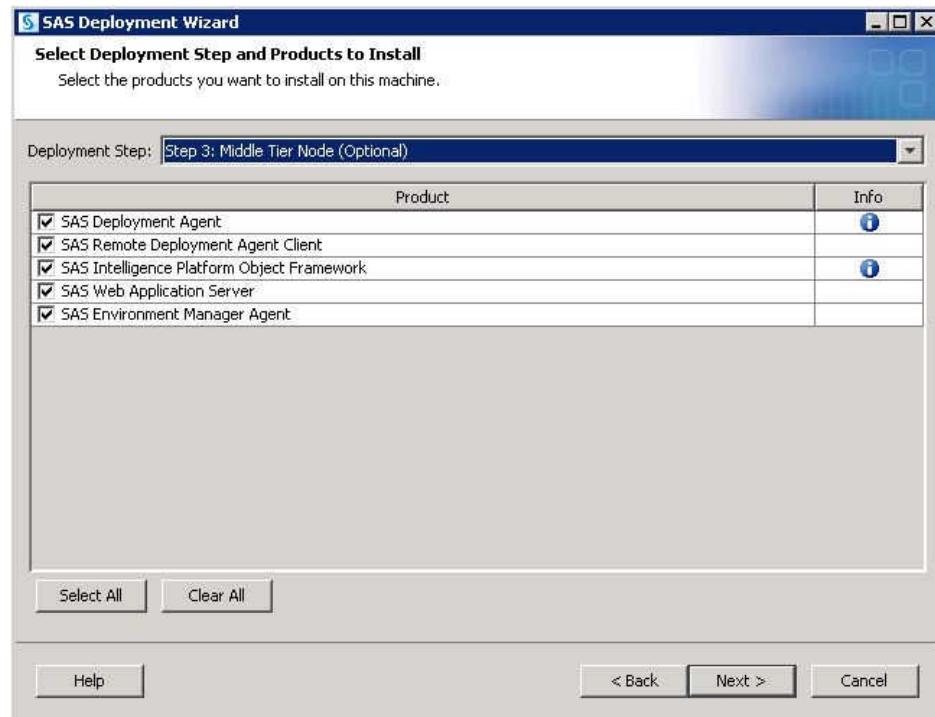 SAS Deployment Wizard
Select Deployment Step and Products to Install
Select the products you want to install on this machine.
Deployment Step: Step 3: Middle Tier Node (Optional)
Product Info
SAS Deployment Agent
SAS Remote Deployment Agent Client
SAS Intelligence Platform Object Framework
SAS Web Application Server
SAS Environment Manager Agent
Select All Clear All
Help < Back Next > Cancel